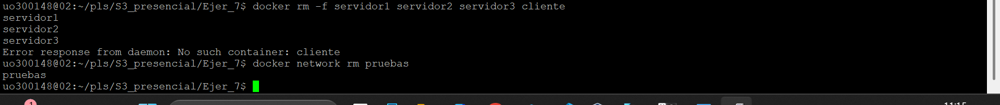 uo300148@02:~/pls/S3_presencial/Ejer_7$ docker rm -f servidor1 servidor2 servidor3 cliente
servidor1
servidor2
servidor3
Error response from daemon: No such container: cliente
uo300148@02:~/pls/S3_presencial/Ejer_7$ docker network rm pruebas
pruebas
uo300148@02:~/pls/S3_presencial/Ejer_7$
1
11:15